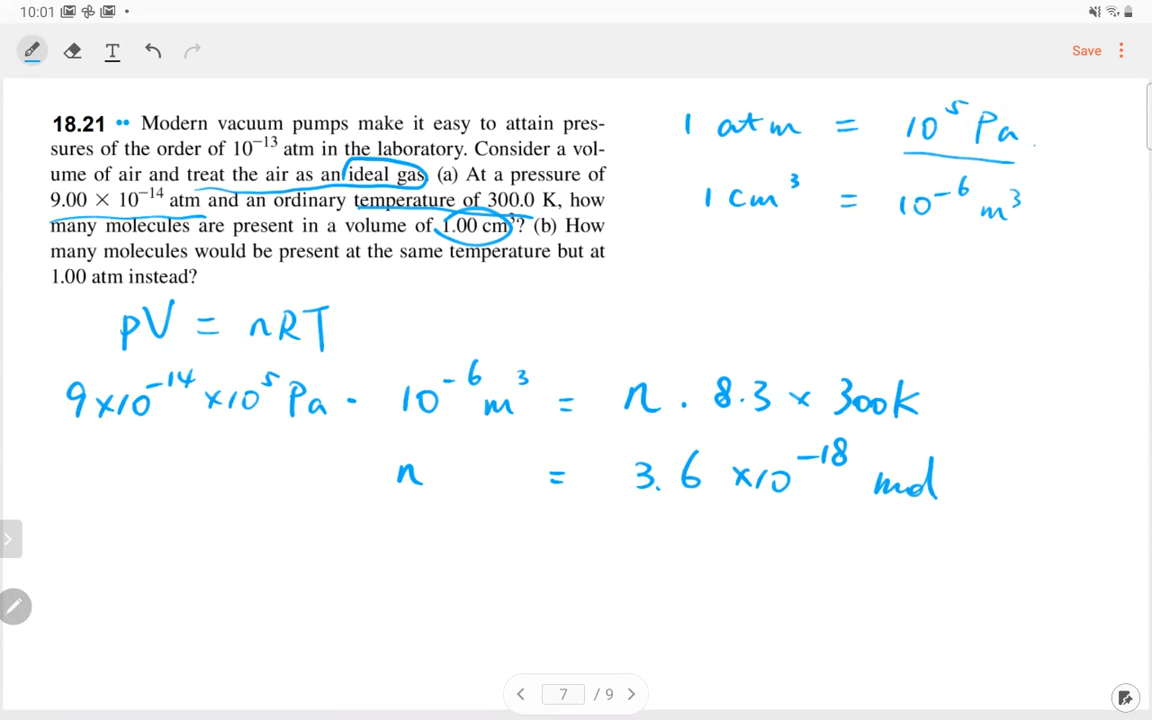 10:01
Save
18.21 •• Modern vacuum pumps make it easy to attain pres-
sures of the order of 10⁻¹³ atm in the laboratory. Consider a vol-
ume of air and treat the air as an ideal gas. (a) At a pressure of
9.00 × 10⁻¹⁴ atm and an ordinary temperature of 300.0 K, how
many molecules are present in a volume of 1.00 cm³? (b) How
many molecules would be present at the same temperature but at
1.00 atm instead?
1 atm = 10⁵ Pa
1 cm³ = 10⁻⁶ m³
pV = nRT
9×10⁻¹⁴ ×10⁵ Pa · 10⁻⁶ m³ = n · 8.3 × 300K
n = 3.6 ×10⁻¹⁸ mol
7 / 9